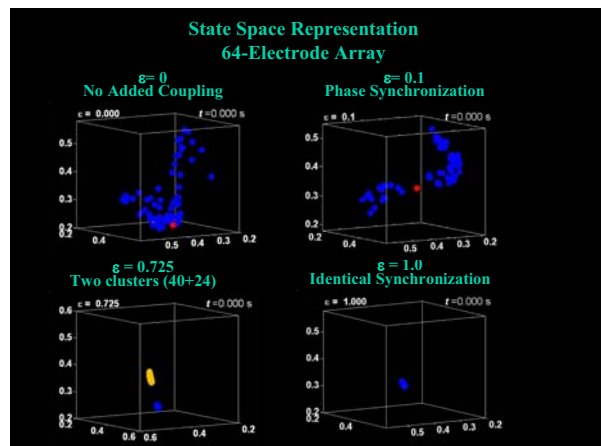 State Space Representation
64-Electrode Array
ε= 0
No Added Coupling
ε= 0.1
Phase Synchronization
ε = 0.000
t=0.000 s
0.5
0.4
0.3
0.2
0.2
0.4
0.5
0.4
0.2
ε = 0.1
t=0.000 s
0.5
0.4
0.3
0.2
0.2
0.4
0.5
0.4
0.2
ε = 0.725
Two clusters (40+24)
ε = 1.0
Identical Synchronization
ε = 0.725
t=0.000 s
0.6
0.5
0.4
0.3
0.2
0.2
0.4
0.6
0.6
0.4
0.2
ε = 1.000
t=0.000 s
0.5
0.4
0.3
0.2
0.2
0.4
0.5
0.4
0.2